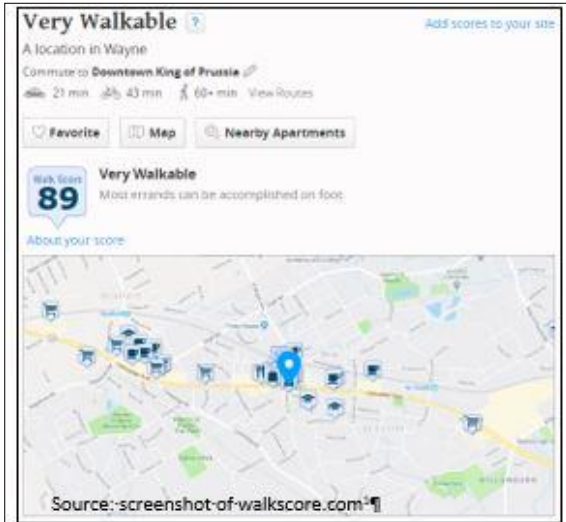 Very Walkable ?
Add scores to your site
A location in Wayne
Commute to Downtown King of Prussia
21 min 43 min 60+ min View Routes
Favorite Map Nearby Apartments
Walk Score
89
Very Walkable
Most errands can be accomplished on foot.
About your score
Source:·screenshot·of·walkscore.com¶